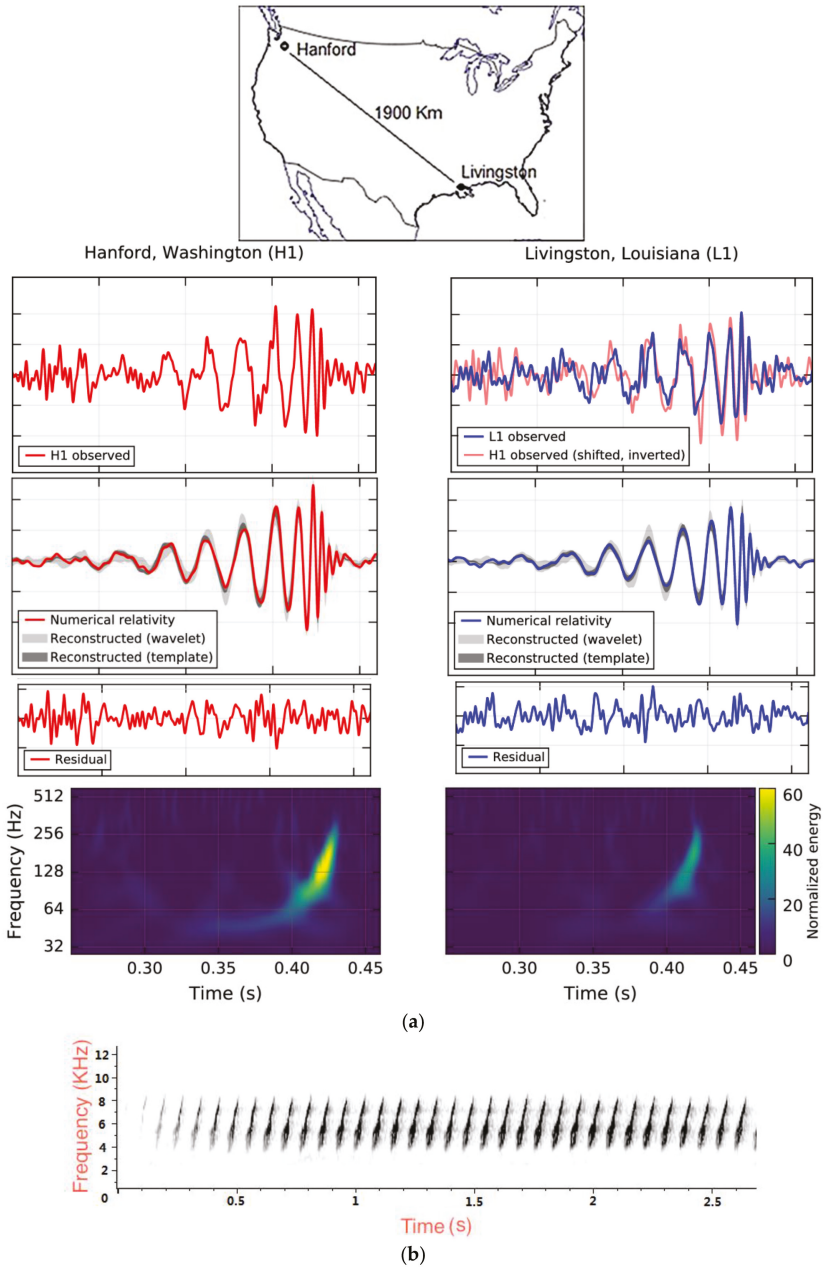 Hanford
1900 Km
Livingston
Hanford, Washington (H1)
Livingston, Louisiana (L1)
H1 observed
L1 observed
H1 observed (shifted, inverted)
Numerical relativity
Reconstructed (wavelet)
Reconstructed (template)
Numerical relativity
Reconstructed (wavelet)
Reconstructed (template)
Residual
Residual
Frequency (Hz)
512
256
128
64
32
0.30 0.35 0.40 0.45
Time (s)
0.30 0.35 0.40 0.45
Time (s)
60
40
20
0
Normalized energy
(a)
Frequency (KHz)
12
10
8
6
4
2
0
0.5 1 1.5 2 2.5
Time (s)
(b)